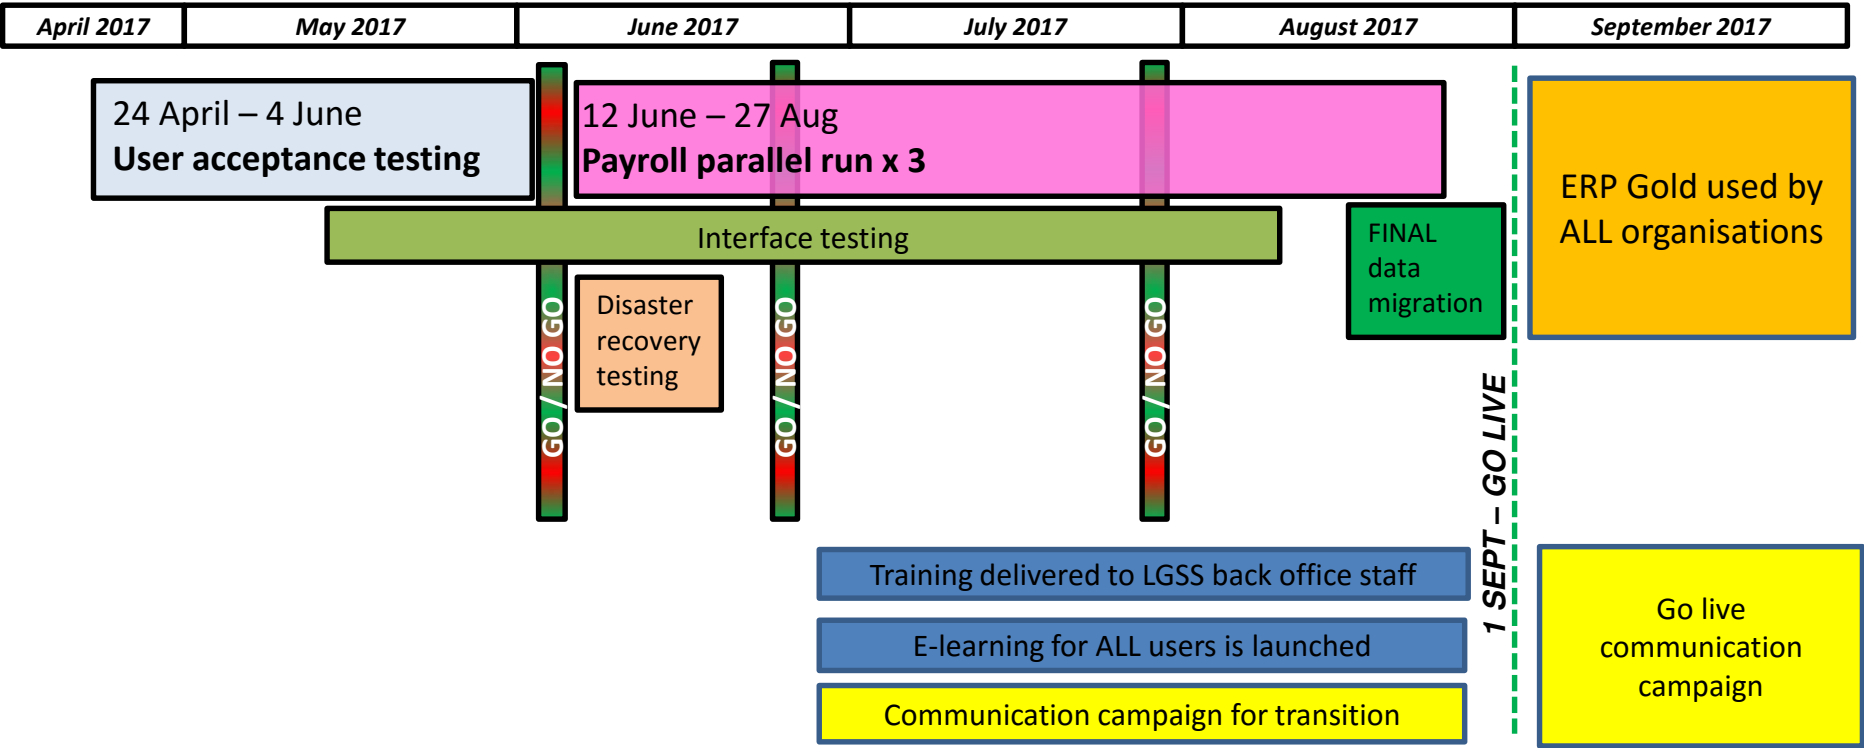 April 2017
May 2017
June 2017
July 2017
August 2017
September 2017
24 April – 4 June
User acceptance testing
12 June – 27 Aug
Payroll parallel run x 3
ERP Gold used by
ALL organisations
Interface testing
FINAL
data
migration
Disaster
recovery
testing
GO / NO GO
GO / NO GO
GO / NO GO
1 SEPT – GO LIVE
Training delivered to LGSS back office staff
E-learning for ALL users is launched
Communication campaign for transition
Go live
communication
campaign